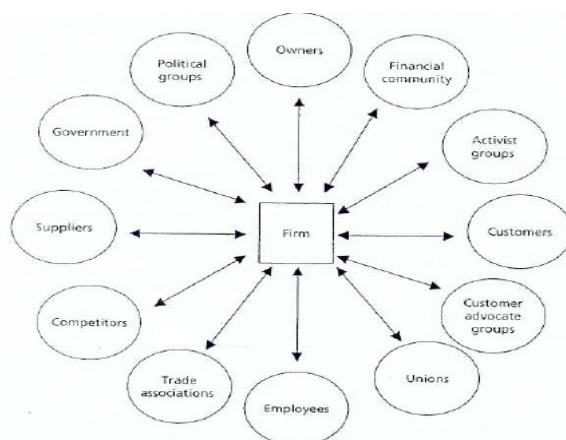 Owners
Political
groups
Financial
community
Government
Activist
groups
Suppliers
Firm
Customers
Competitors
Customer
advocate
groups
Trade
associations
Employees
Unions